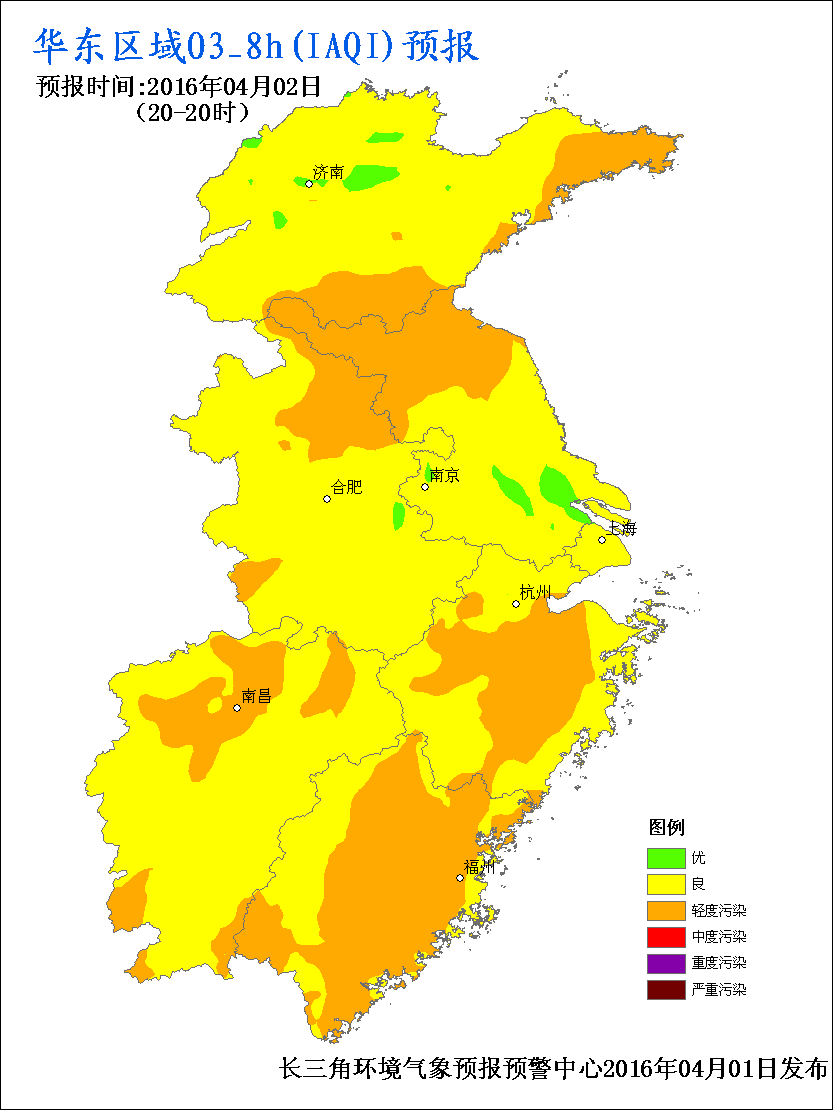 华东区域O3_8h(IAQI)预报
预报时间:2016年04月02日
(20-20时)
济南
南京
合肥
上海
杭州
南昌
福州
图例
优
良
轻度污染
中度污染
重度污染
严重污染
长三角环境气象预报预警中心2016年04月01日发布